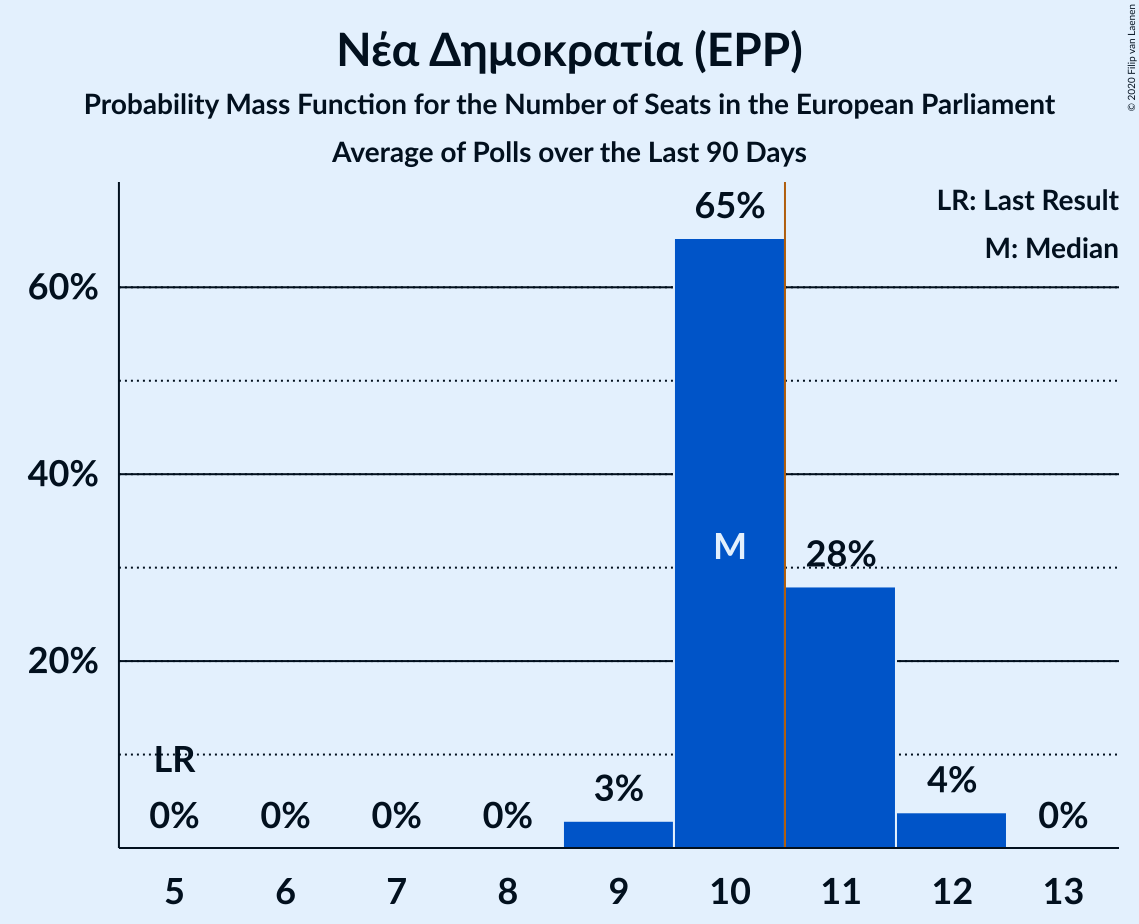 Νέα Δημοκρατία (EPP)
Probability Mass Function for the Number of Seats in the European Parliament
Average of Polls over the Last 90 Days
© 2020 Filip van Laenen
LR: Last Result
M: Median
60%
40%
20%
65%
M
28%
LR
0%
0%
0%
0%
3%
4%
0%
5
6
7
8
9
10
11
12
13